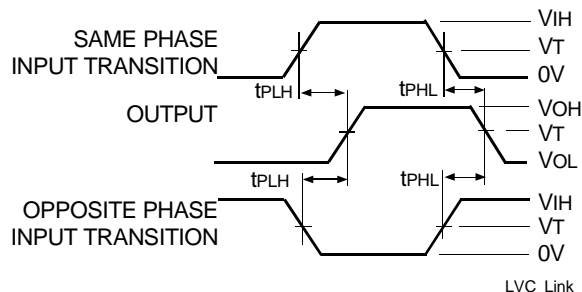 SAME PHASE
INPUT TRANSITION
VIH
VT
0V
tPLH
tPHL
OUTPUT
VOH
VT
VOL
tPLH
tPHL
OPPOSITE PHASE
INPUT TRANSITION
VIH
VT
0V
LVC Link